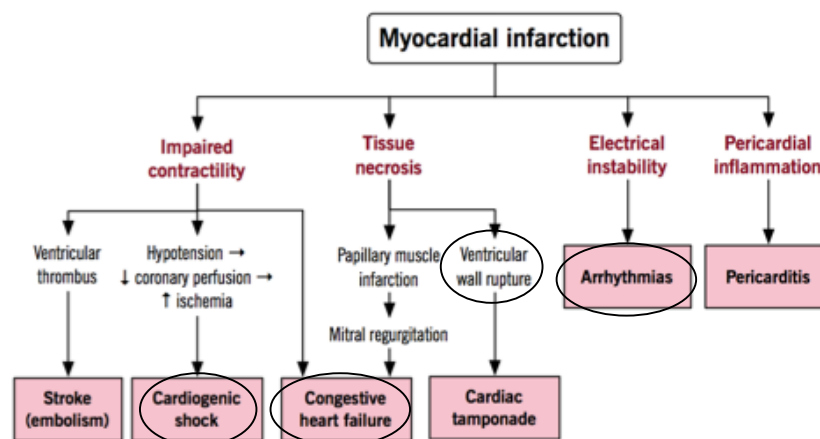 Myocardial infarction
Impaired
contractility
Tissue
necrosis
Electrical
instability
Pericardial
inflammation
Ventricular
thrombus
Hypotension →
↓ coronary perfusion →
↑ ischemia
Papillary muscle
infarction
Ventricular
wall rupture
Arrhythmias
Pericarditis
Mitral regurgitation
Stroke
(embolism)
Cardiogenic
shock
Congestive
heart failure
Cardiac
tamponade